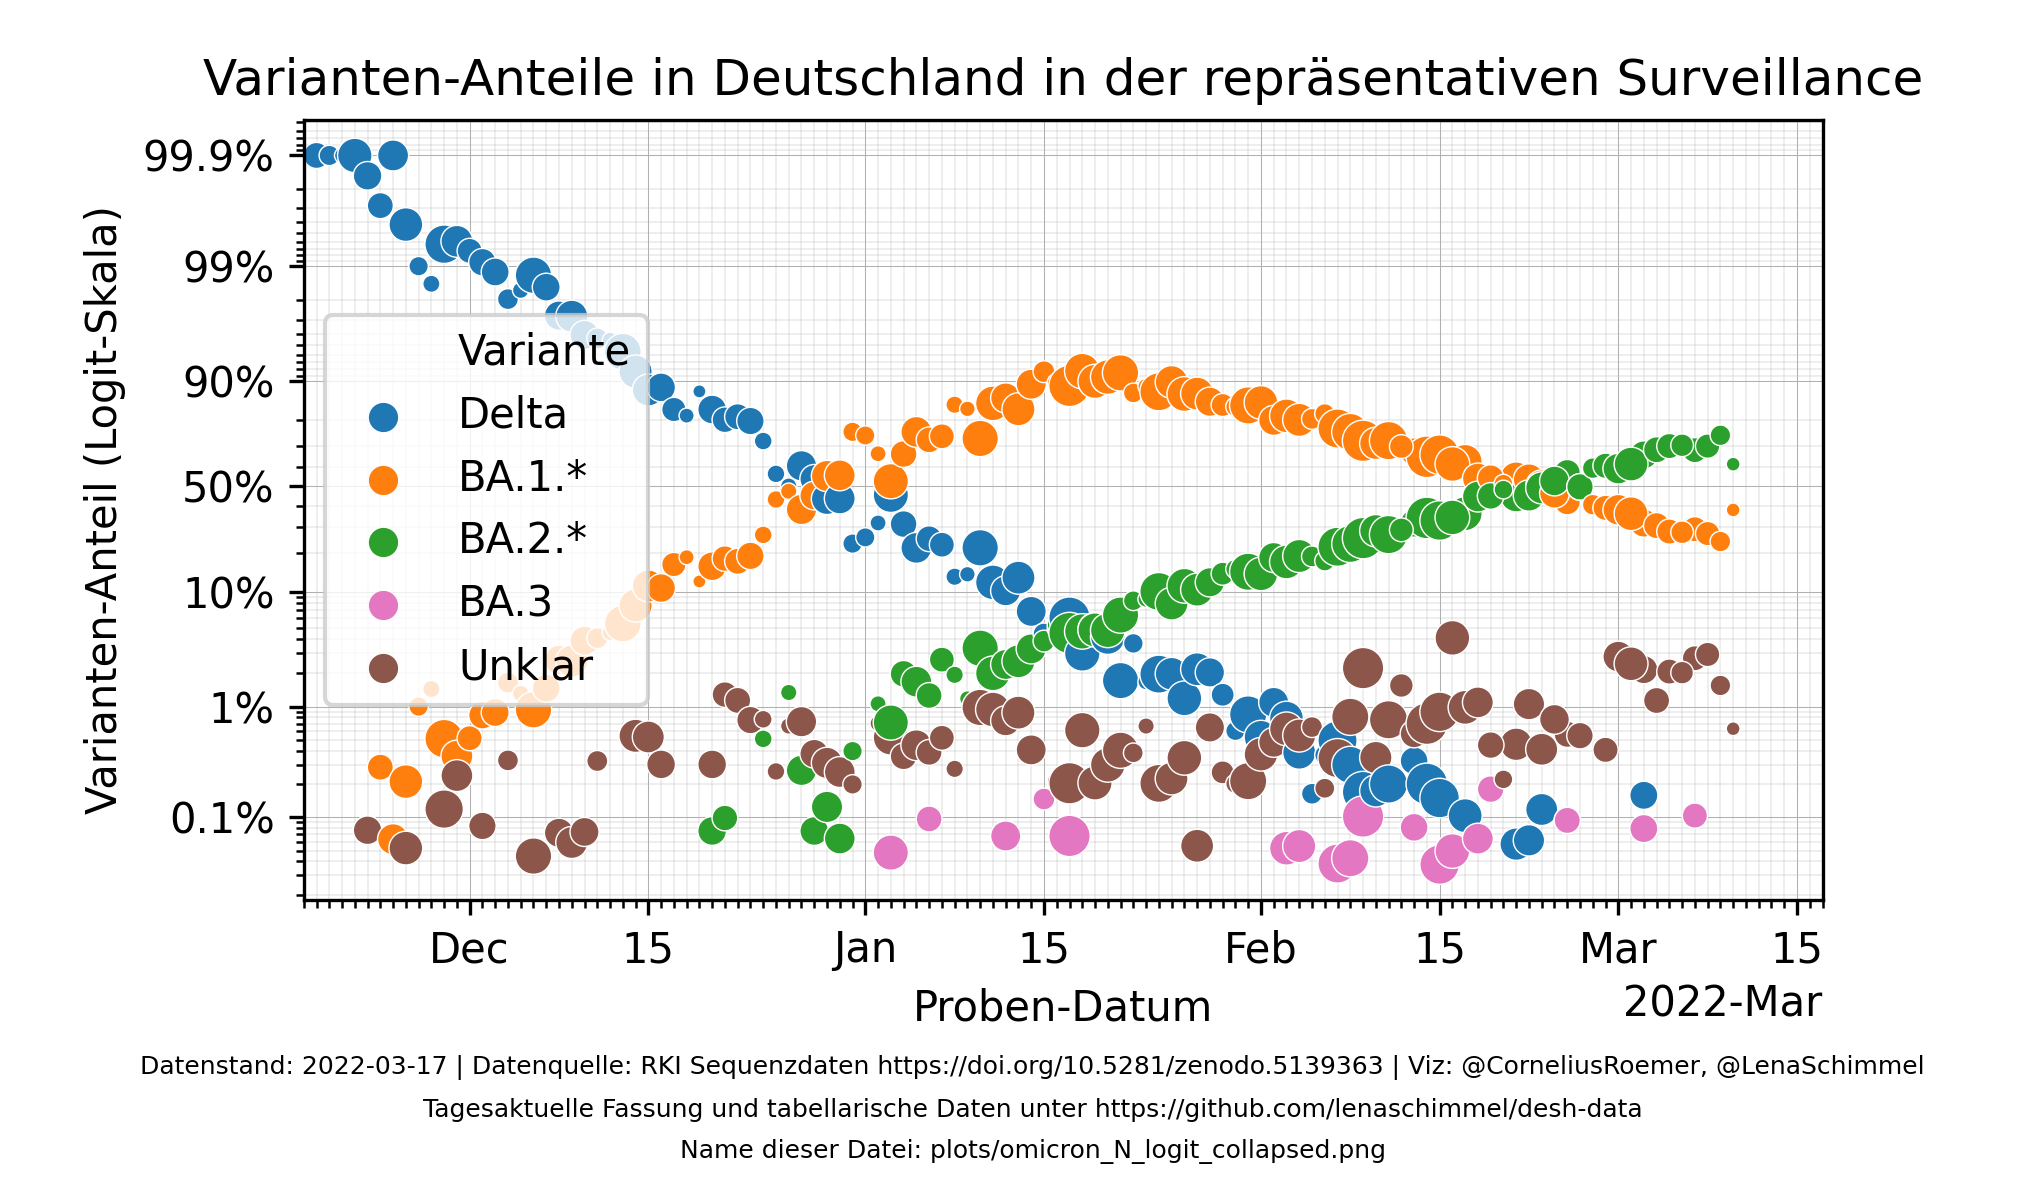 Varianten-Anteile in Deutschland in der repräsentativen Surveillance
Varianten-Anteil (Logit-Skala)
99.9%
99%
90%
50%
10%
1%
0.1%
Variante
Delta
BA.1.*
BA.2.*
BA.3
Unklar
Dec 15 Jan 15 Feb 15 Mar 15
Proben-Datum
2022-Mar
Datenstand: 2022-03-17 | Datenquelle: RKI Sequenzdaten https://doi.org/10.5281/zenodo.5139363 | Viz: @CorneliusRoemer, @LenaSchimmel
Tagesaktuelle Fassung und tabellarische Daten unter https://github.com/lenaschimmel/desh-data
Name dieser Datei: plots/omicron_N_logit_collapsed.png